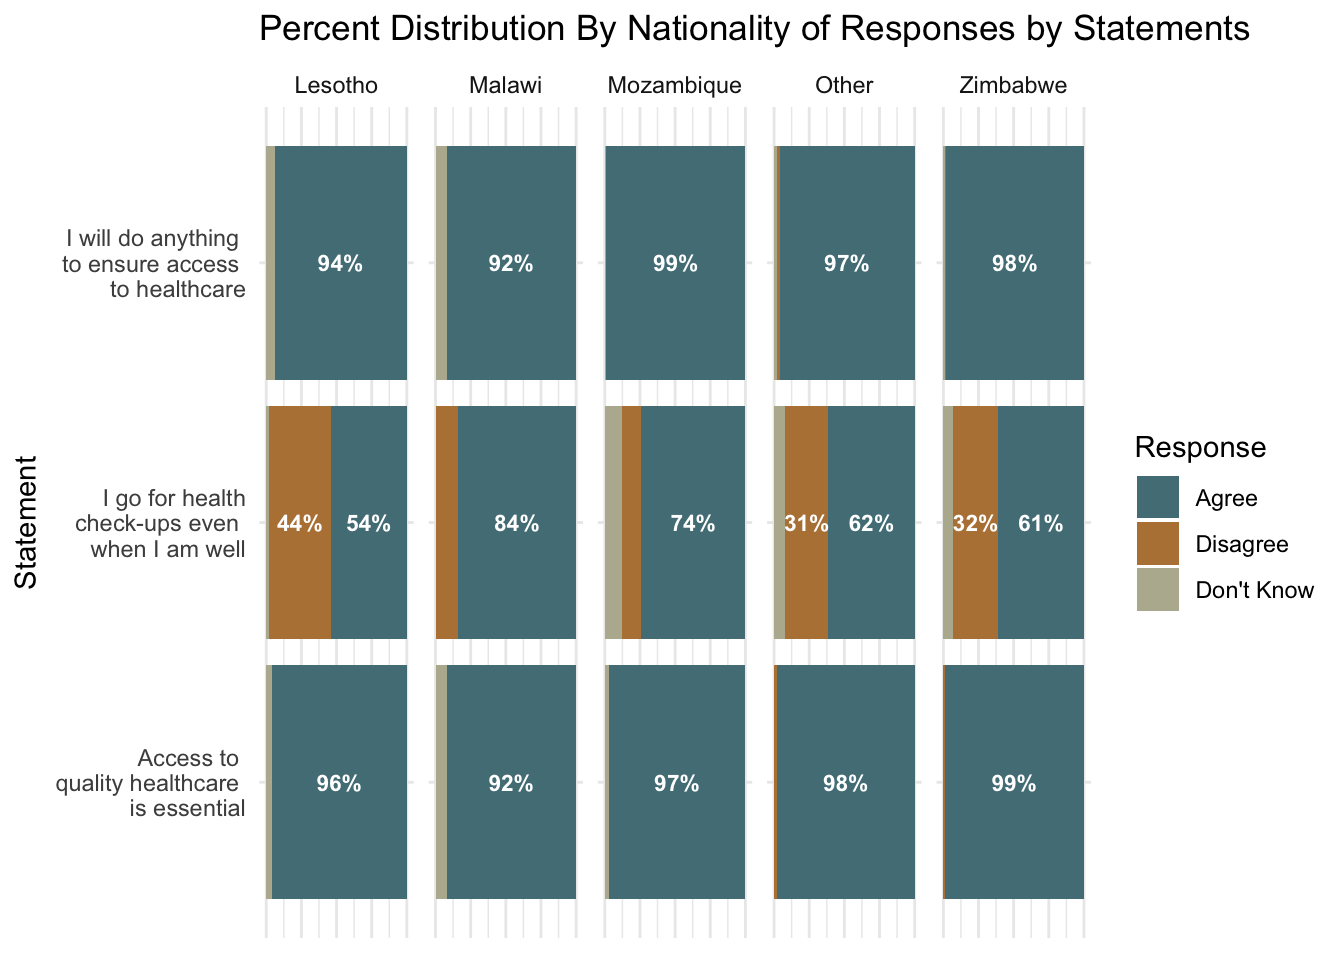 Percent Distribution By Nationality of Responses by Statements
Lesotho Malawi Mozambique Other Zimbabwe
I will do anything
to ensure access
to healthcare
94% 92% 99% 97% 98%
Statement
I go for health
check-ups even
when I am well
44% 54% 84% 74% 31% 62% 32% 61%
Access to
quality healthcare
is essential
96% 92% 97% 98% 99%
Response
Agree
Disagree
Don't Know